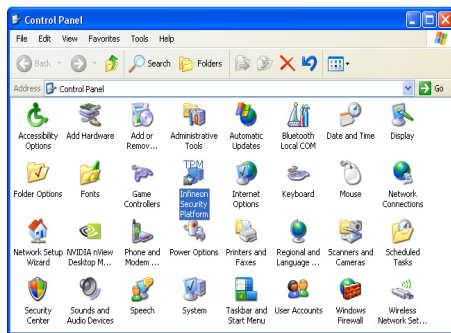 Control Panel
File Edit View Favorites Tools Help
Back Search Folders
Address Control Panel Go
Accessibility Options
Add Hardware
Add or Remov...
Administrative Tools
Automatic Updates
Bluetooth Local COM
Date and Time
Display
Folder Options
Fonts
Game Controllers
TPM
Infineon Security Platform
Internet Options
Keyboard
Mouse
Network Connections
Network Setup Wizard
NVIDIA nView Desktop M...
Phone and Modem ...
Power Options
Printers and Faxes
Regional and Language ...
Scanners and Cameras
Scheduled Tasks
Security Center
Sounds and Audio Devices
Speech
System
Taskbar and Start Menu
User Accounts
Windows Firewall
Wireless Network Set...